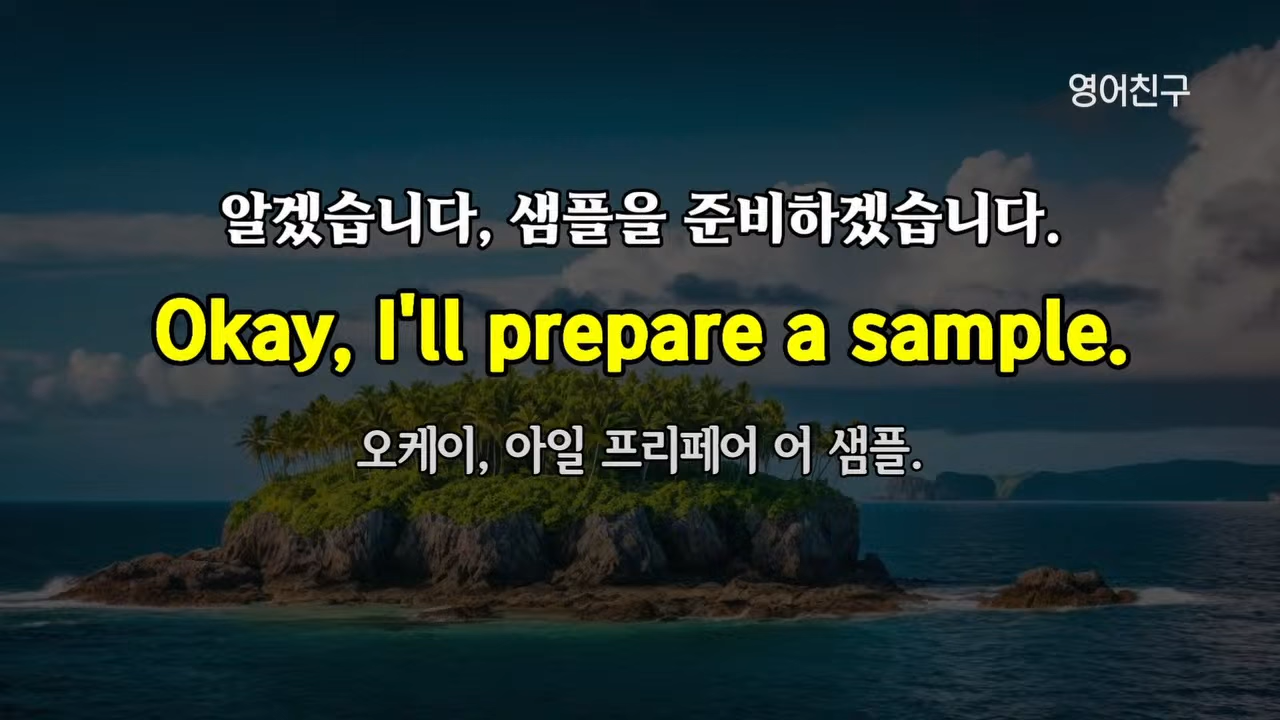 영어친구
알겠습니다, 샘플을 준비하겠습니다.
Okay, I'll prepare a sample.
오케이, 아일 프리페어 어 샘플.